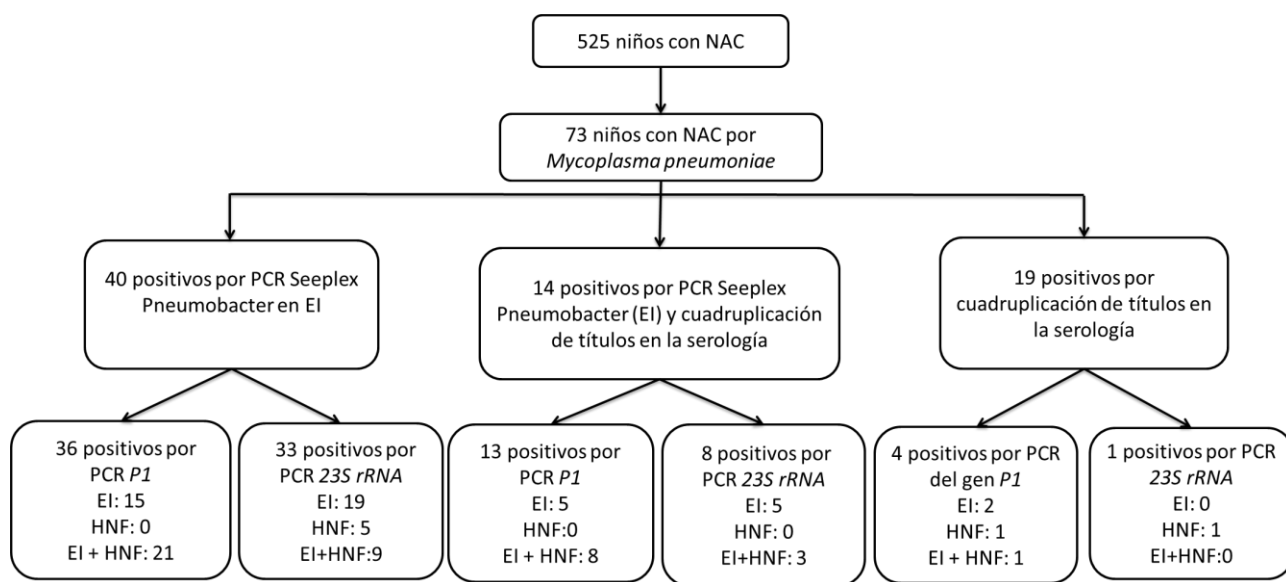 525 niños con NAC
73 niños con NAC por
Mycoplasma pneumoniae
40 positivos por PCR Seeplex
Pneumobacter en EI
14 positivos por PCR Seeplex
Pneumobacter (EI) y cuadruplicación
de títulos en la serología
19 positivos por
cuadruplicación de títulos en
la serología
36 positivos por
PCR P1
EI: 15
HNF: 0
EI + HNF: 21
33 positivos por
PCR 23S rRNA
EI: 19
HNF: 5
EI+HNF:9
13 positivos por
PCR P1
EI: 5
HNF:0
EI + HNF: 8
8 positivos por
PCR 23S rRNA
EI: 5
HNF: 0
EI+HNF: 3
4 positivos por PCR
del gen P1
EI: 2
HNF: 1
EI + HNF: 1
1 positivos por PCR
23S rRNA
EI: 0
HNF: 1
EI+HNF:0